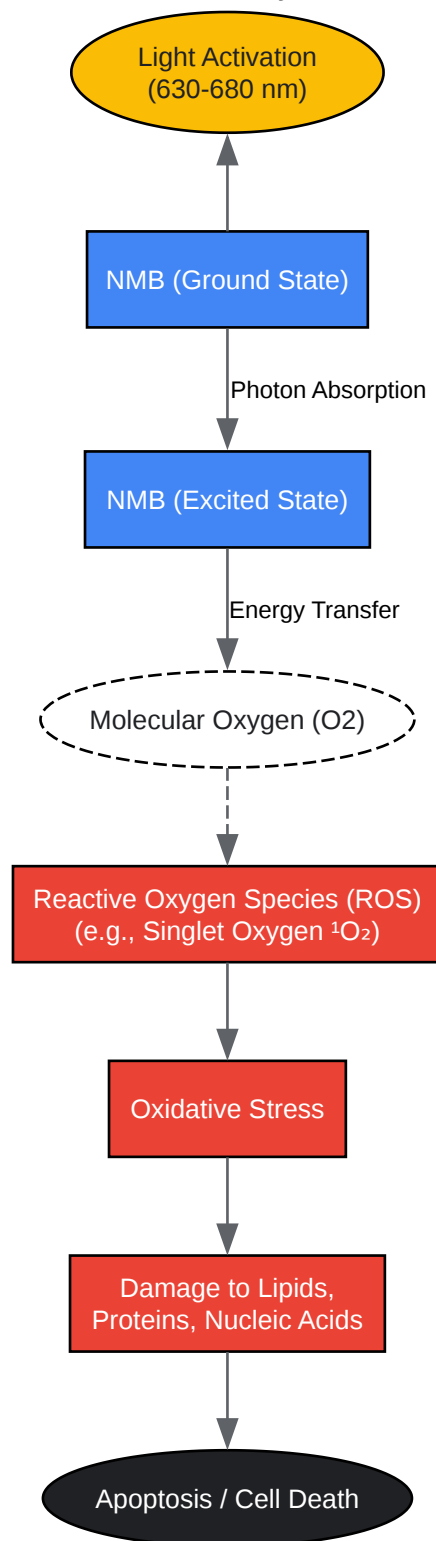 Light Activation
(630-680 nm)
NMB (Ground State)
Photon Absorption
NMB (Excited State)
Energy Transfer
Molecular Oxygen (O2)
Reactive Oxygen Species (ROS)
(e.g., Singlet Oxygen ¹O₂)
Oxidative Stress
Damage to Lipids,
Proteins, Nucleic Acids
Apoptosis / Cell Death